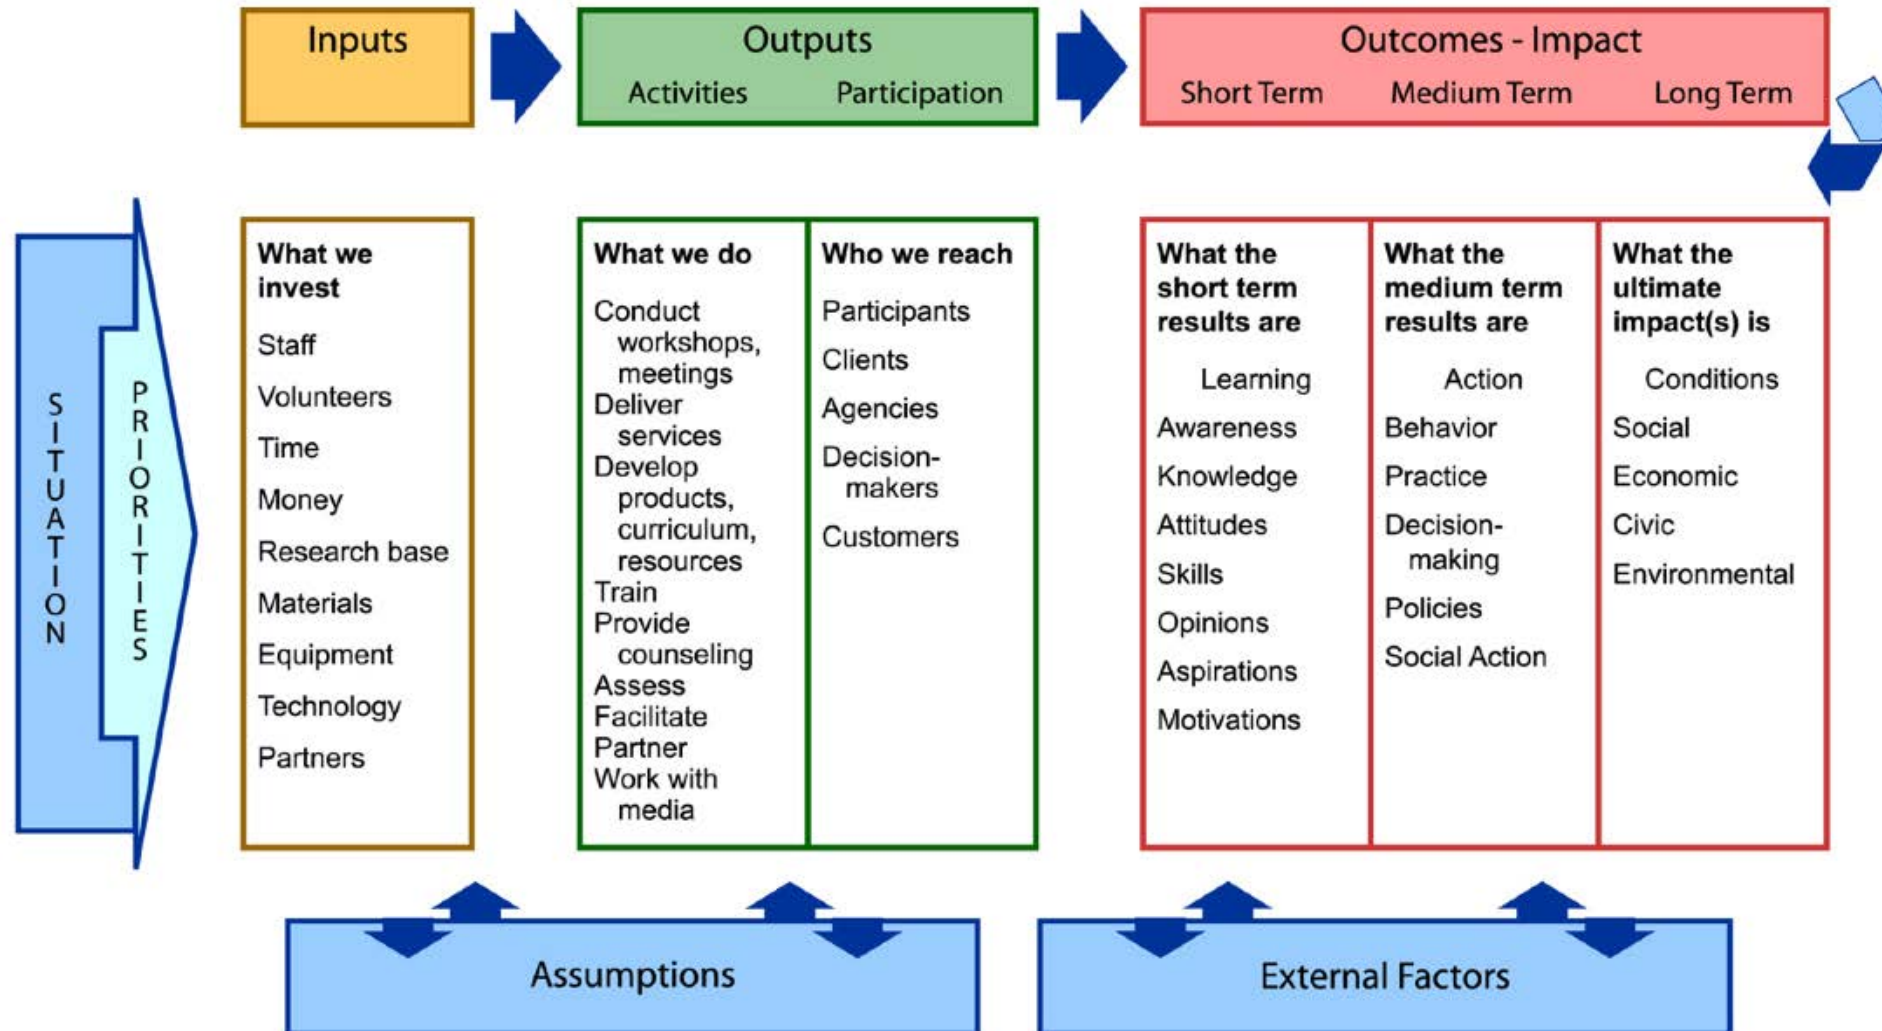 Inputs
Outputs
Activities Participation
Outcomes - Impact
Short Term Medium Term Long Term
SITUATION
PRIORITIES
What we
invest
Staff
Volunteers
Time
Money
Research base
Materials
Equipment
Technology
Partners
What we do
Conduct
workshops,
meetings
Deliver
services
Develop
products,
curriculum,
resources
Train
Provide
counseling
Assess
Facilitate
Partner
Work with
media
Who we reach
Participants
Clients
Agencies
Decision-
makers
Customers
What the
short term
results are
Learning
Awareness
Knowledge
Attitudes
Skills
Opinions
Aspirations
Motivations
What the
medium term
results are
Action
Behavior
Practice
Decision-
making
Policies
Social Action
What the
ultimate
impact(s) is
Conditions
Social
Economic
Civic
Environmental
Assumptions
External Factors